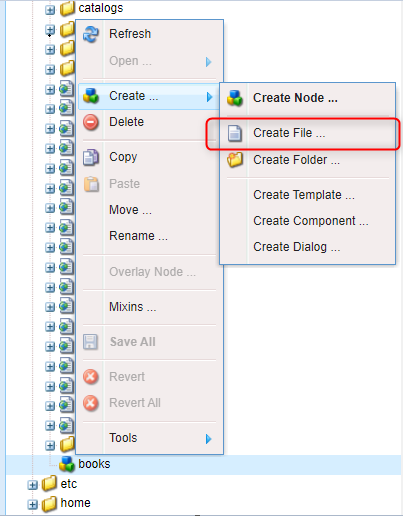 catalogs
Refresh
Open ...
Create ...
Delete
Copy
Paste
Move ...
Rename ...
Overlay Node ...
Mixins ...
Save All
Revert
Revert All
Tools
Create Node ...
Create File ...
Create Folder ...
Create Template ...
Create Component ...
Create Dialog ...
books
etc
home